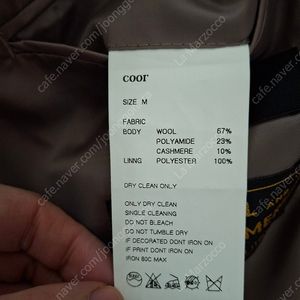 coor
SIZE M
FABRIC
BODY WOOL 67%
POLYAMIDE 23%
CASHMERE 10%
LINNG POLYESTER 100%
DRY CLEAN ONLY
ONLY DRY CLEAN
SINGLE CLEANING
DO NOT BLEACH
DO NOT TUMBLE DRY
IF DECORATED DONT IRON ON
IF PRINT DONT IRON ON
IRON 80C MAX